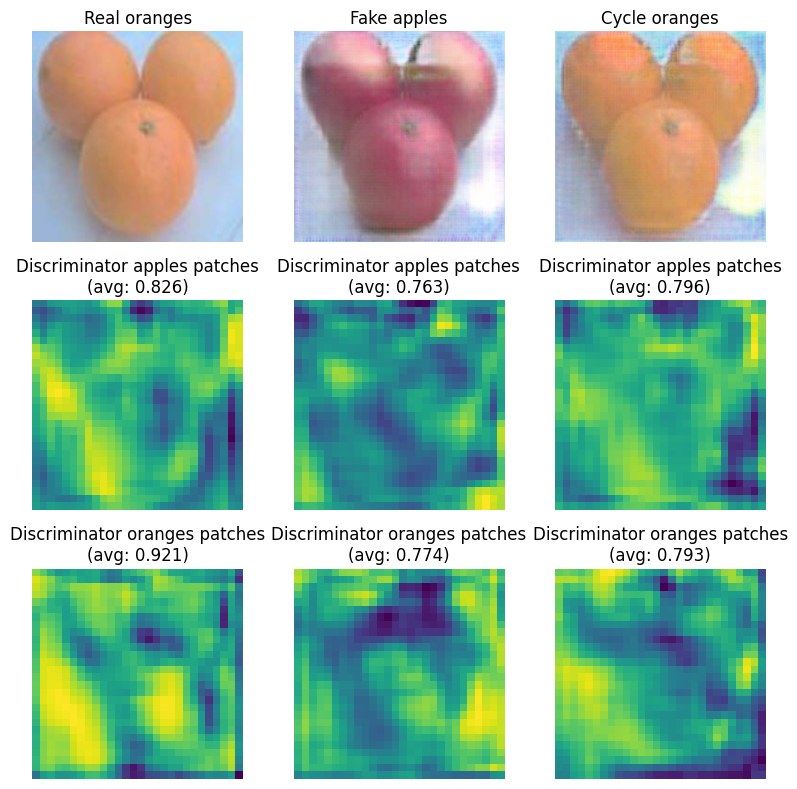 Real oranges
Fake apples
Cycle oranges
Discriminator apples patches
(avg: 0.826)
Discriminator apples patches
(avg: 0.763)
Discriminator apples patches
(avg: 0.796)
Discriminator oranges patches
(avg: 0.921)
Discriminator oranges patches
(avg: 0.774)
Discriminator oranges patches
(avg: 0.793)